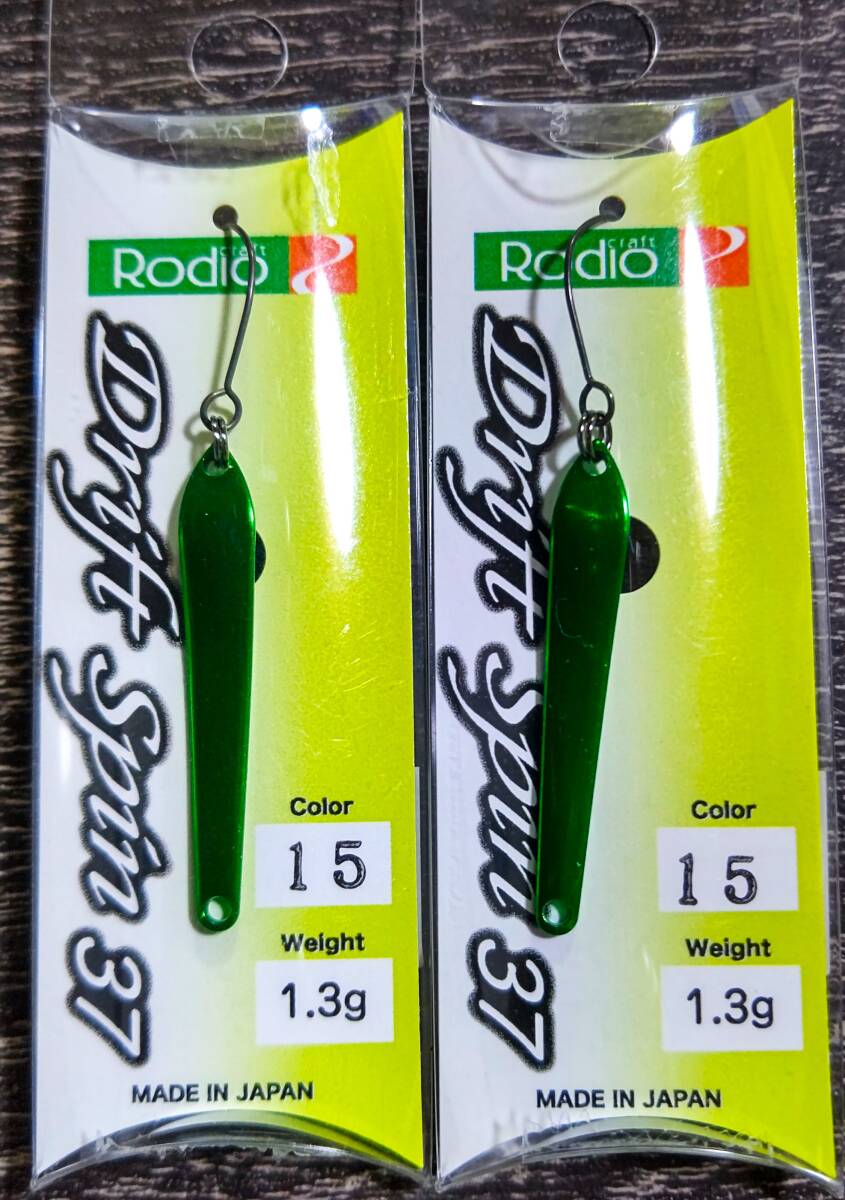 Rodio craft
Drift Spin 37
Color
15
Weight
1.3g
MADE IN JAPAN
Rodio craft
Drift Spin 37
Color
15
Weight
1.3g
MADE IN JAPAN